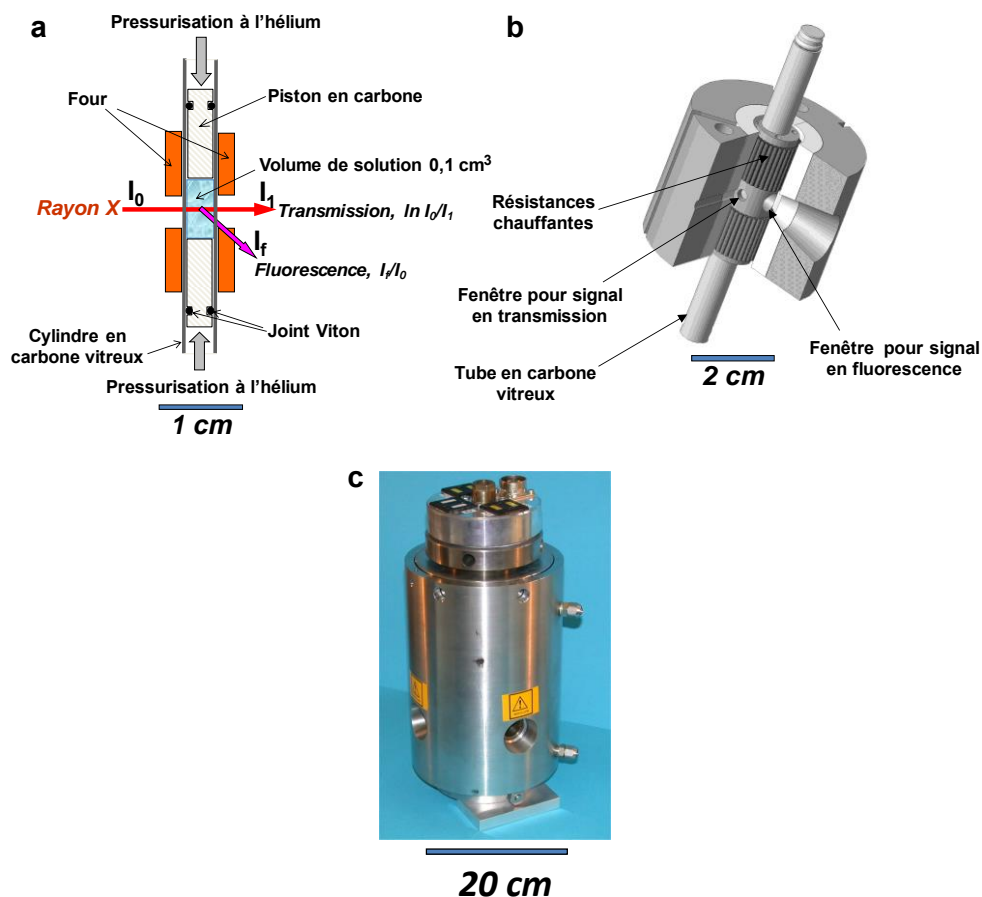 a
Pressurisation à l'hélium
Four
Piston en carbone
Volume de solution 0,1 cm³
I₀
I₁
Rayon X
Transmission, ln I₀/I₁
I_f
Fluorescence, I_f/I₀
Joint Viton
Cylindre en
carbone vitreux
Pressurisation à l'hélium
1 cm
b
Résistances
chauffantes
Fenêtre pour signal
en transmission
Fenêtre pour signal
en fluorescence
Tube en carbone
vitreux
2 cm
c
20 cm